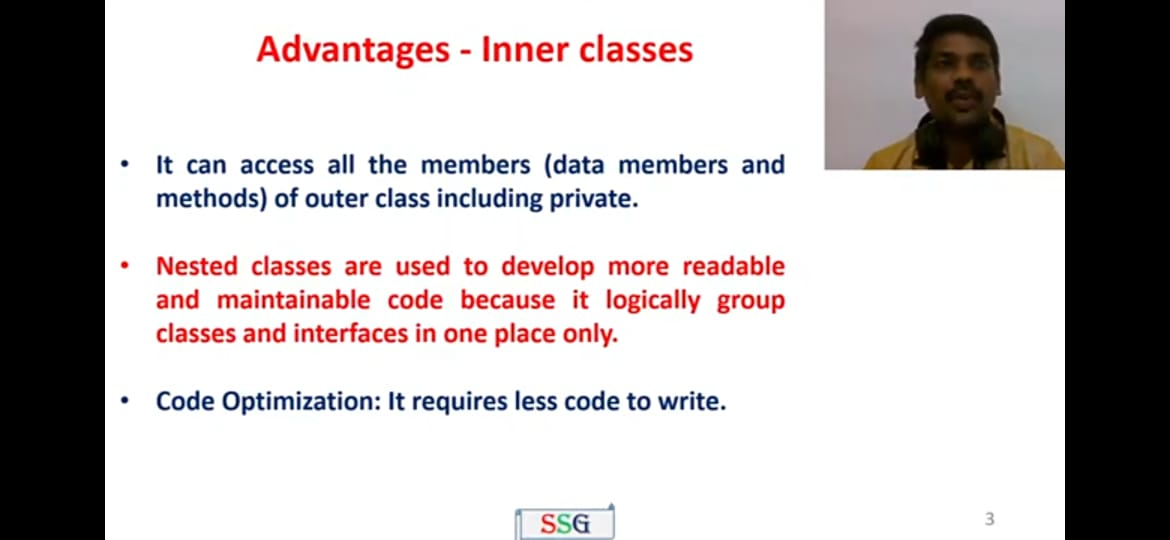 Advantages - Inner classes
• It can access all the members (data members and
methods) of outer class including private.
• Nested classes are used to develop more readable
and maintainable code because it logically group
classes and interfaces in one place only.
• Code Optimization: It requires less code to write.
SSG
3